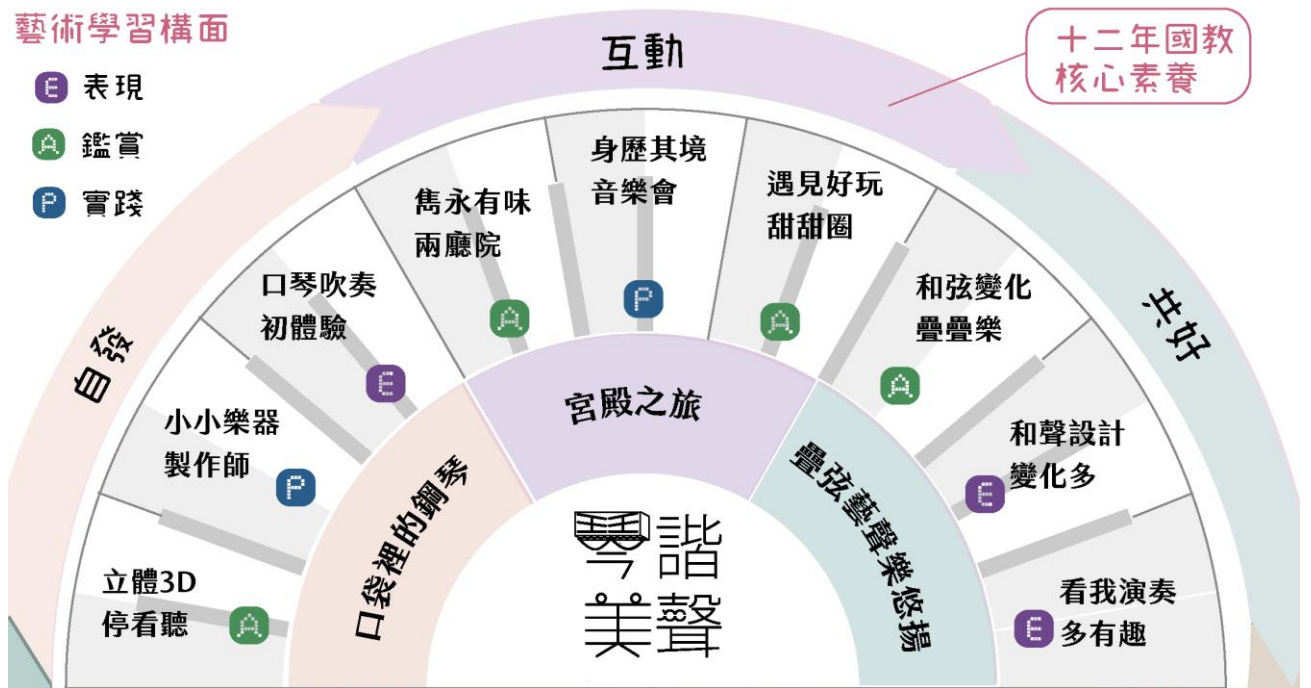 藝術學習構面
E 表現
A 鑑賞
P 實踐
十二年國教
核心素養
自發
互動
共好
立體3D
停看聽
A
小小樂器
製作師
P
口琴吹奏
初體驗
E
雋永有味
兩廳院
A
身歷其境
音樂會
P
遇見好玩
甜甜圈
A
和弦變化
疊疊樂
A
和聲設計
變化多
E
看我演奏
多有趣
E
口袋裡的鋼琴
宮殿之旅
疊弦藝聲樂悠揚
琴諧
美聲